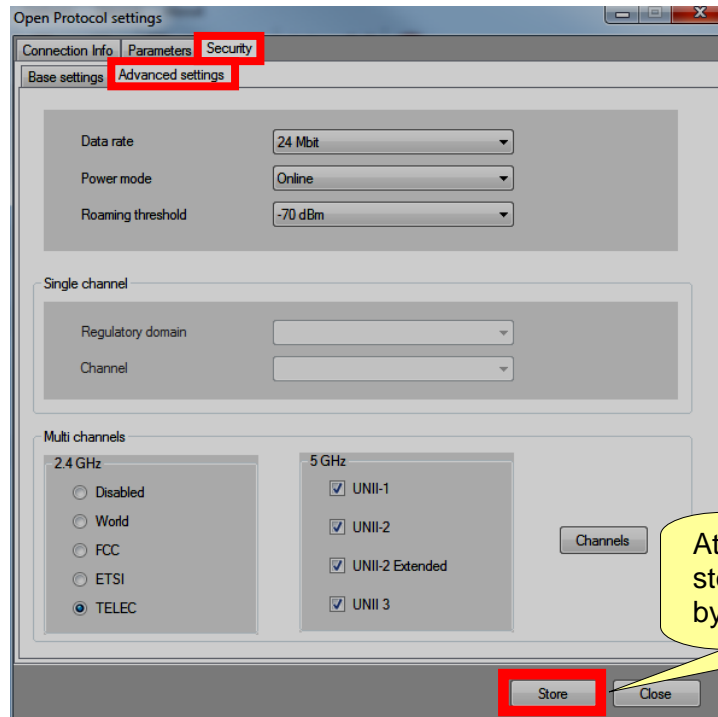 Open Protocol settings
Connection Info Parameters Security
Base settings Advanced settings
Data rate 24 Mbit
Power mode Online
Roaming threshold -70 dBm
Single channel
Regulatory domain
Channel
Multi channels
2.4 GHz
Disabled
World
FCC
ETSI
TELEC
5 GHz
UNII-1
UNII-2
UNII-2 Extended
UNII 3
Channels
At
by
Store Close